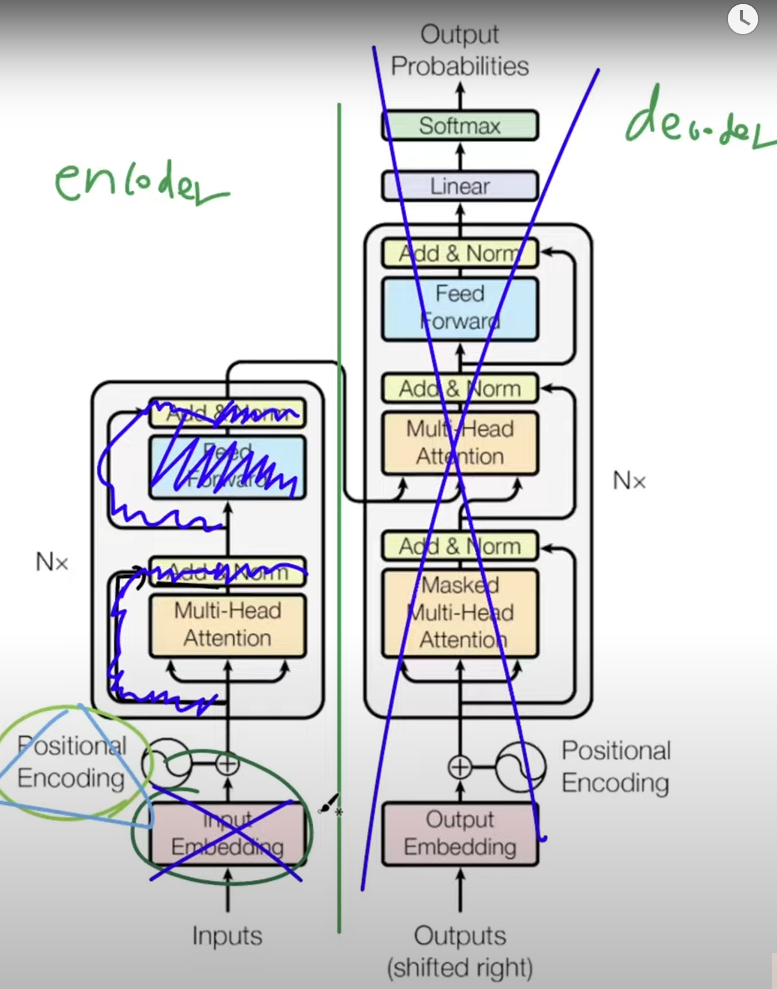 Output
Probabilities
Softmax
decoder
Linear
encoder
Add & Norm
Feed
Forward
Add & Norm
Multi-Head
Attention
Nx
Add & Norm
Masked
Multi-Head
Attention
Add & Norm
Feed
Forward
Nx
Add & Norm
Multi-Head
Attention
Positional
Encoding
Input
Embedding
Inputs
Positional
Encoding
Output
Embedding
Outputs
(shifted right)